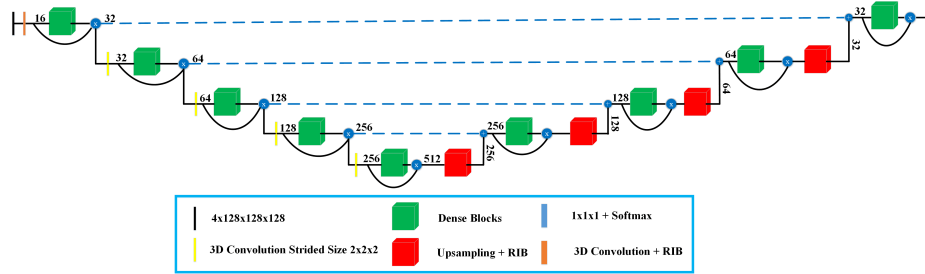 16 32 32
32 64 64 32
64 128 128 64
128 256 256 128
256 512 256
4x128x128x128 Dense Blocks 1x1x1 + Softmax
3D Convolution Strided Size 2x2x2 Upsampling + RIB 3D Convolution + RIB